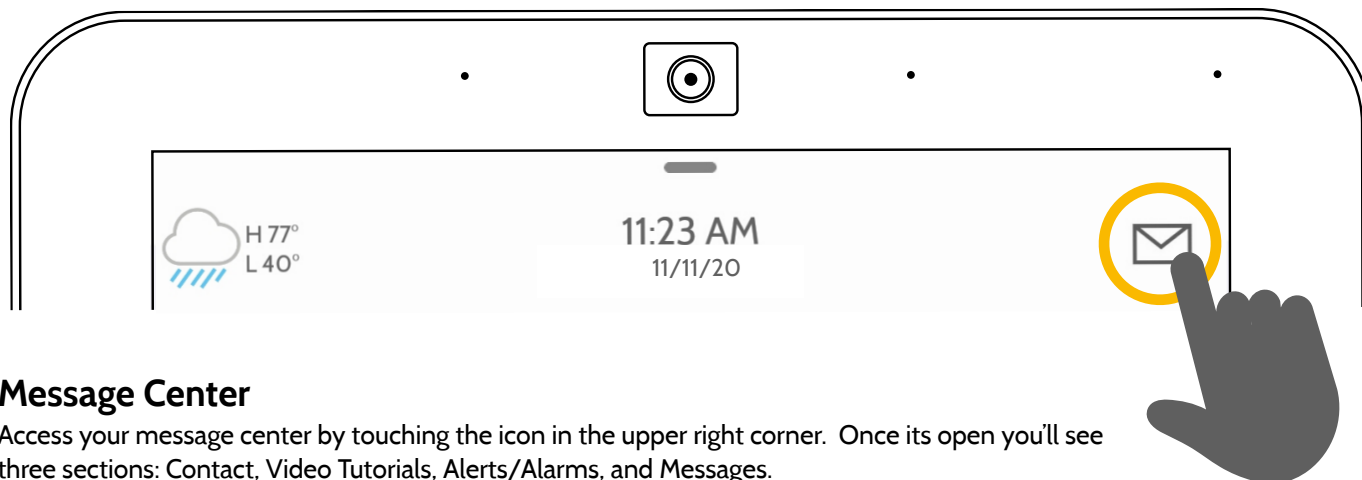 H 77°
L 40°
11:23 AM
11/11/20
Message Center
Access your message center by touching the icon in the upper right corner.  Once its open you'll see
three sections: Contact, Video Tutorials, Alerts/Alarms, and Messages.